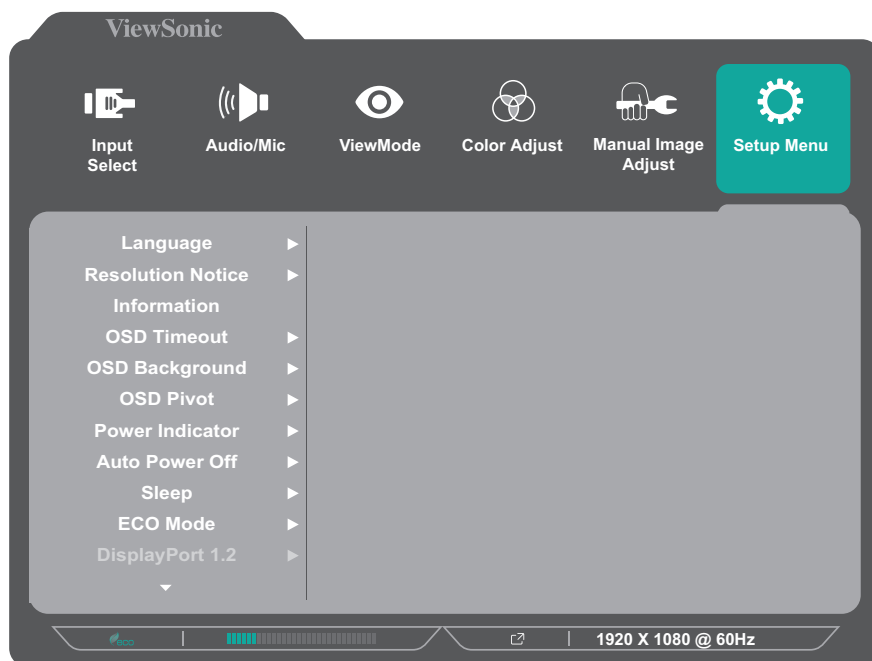 ViewSonic
Input
Select
Audio/Mic
ViewMode
Color Adjust
Manual Image
Adjust
Setup Menu
Language
Resolution Notice
Information
OSD Timeout
OSD Background
OSD Pivot
Power Indicator
Auto Power Off
Sleep
ECO Mode
DisplayPort 1.2
eco
1920 X 1080 @ 60Hz